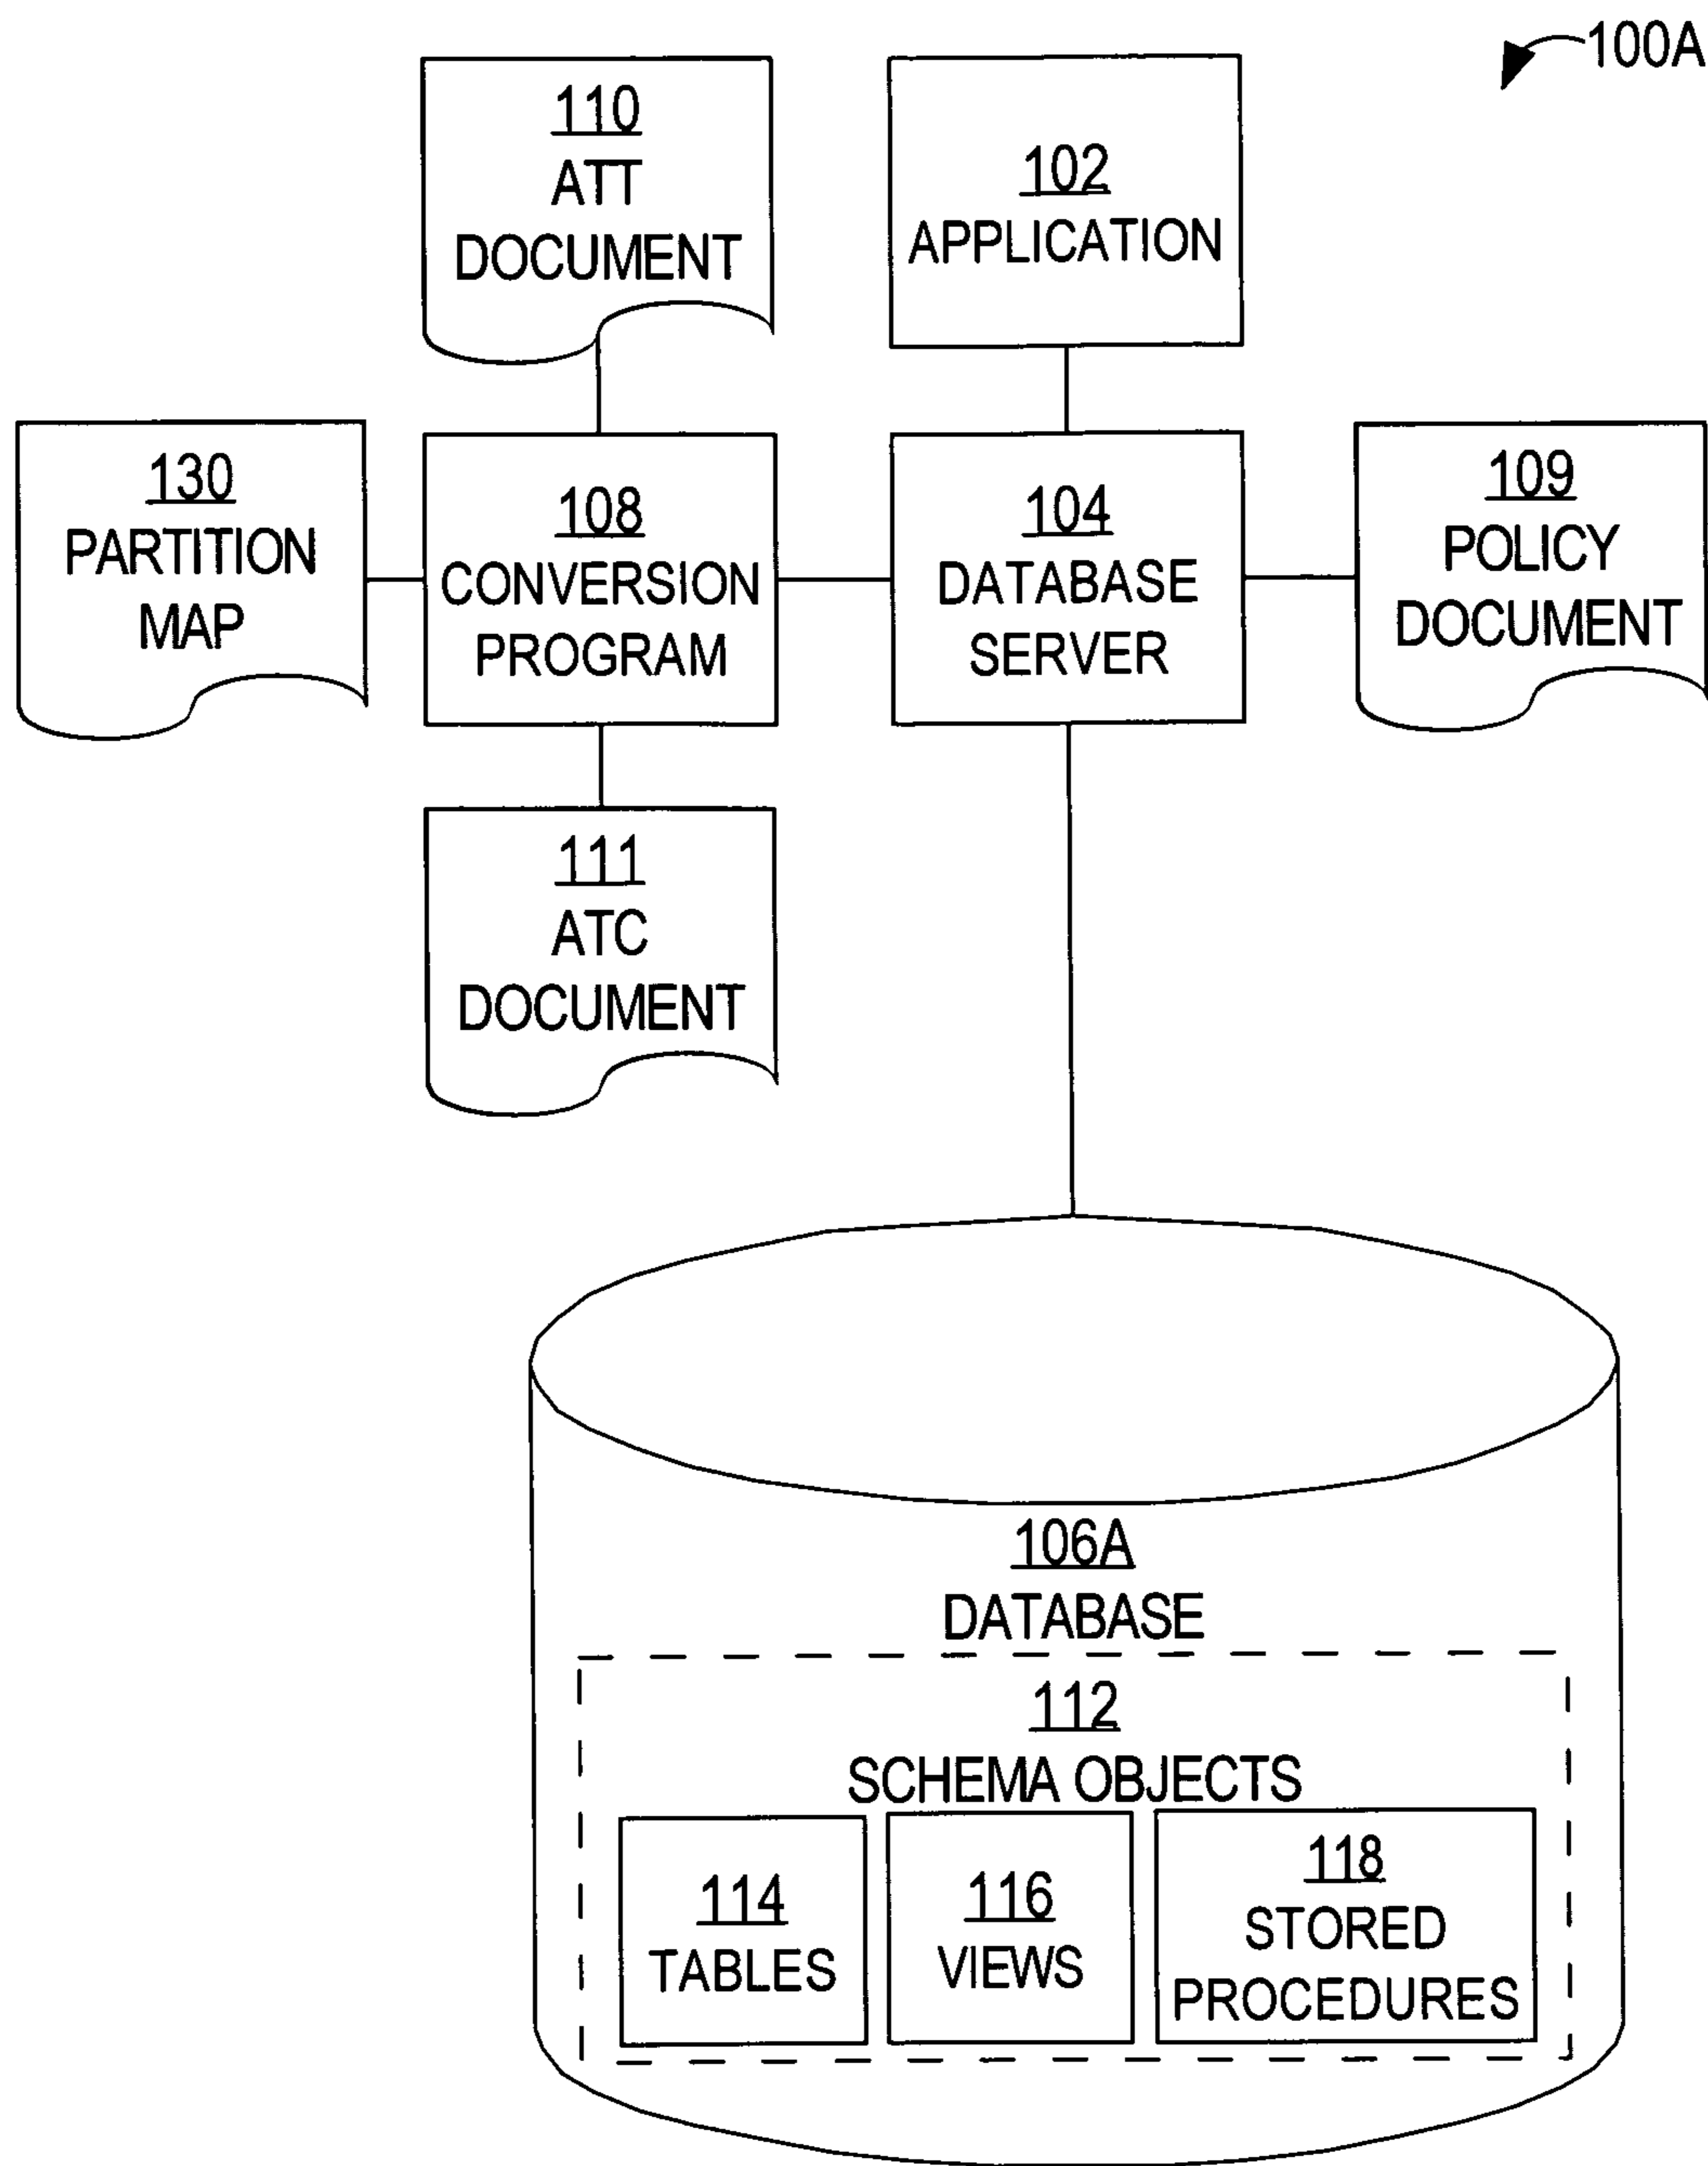 100A
110
ATT
DOCUMENT
102
APPLICATION
130
PARTITION
MAP
108
CONVERSION
PROGRAM
104
DATABASE
SERVER
109
POLICY
DOCUMENT
111
ATC
DOCUMENT
106A
DATABASE
112
SCHEMA OBJECTS
114
TABLES
116
VIEWS
118
STORED
PROCEDURES